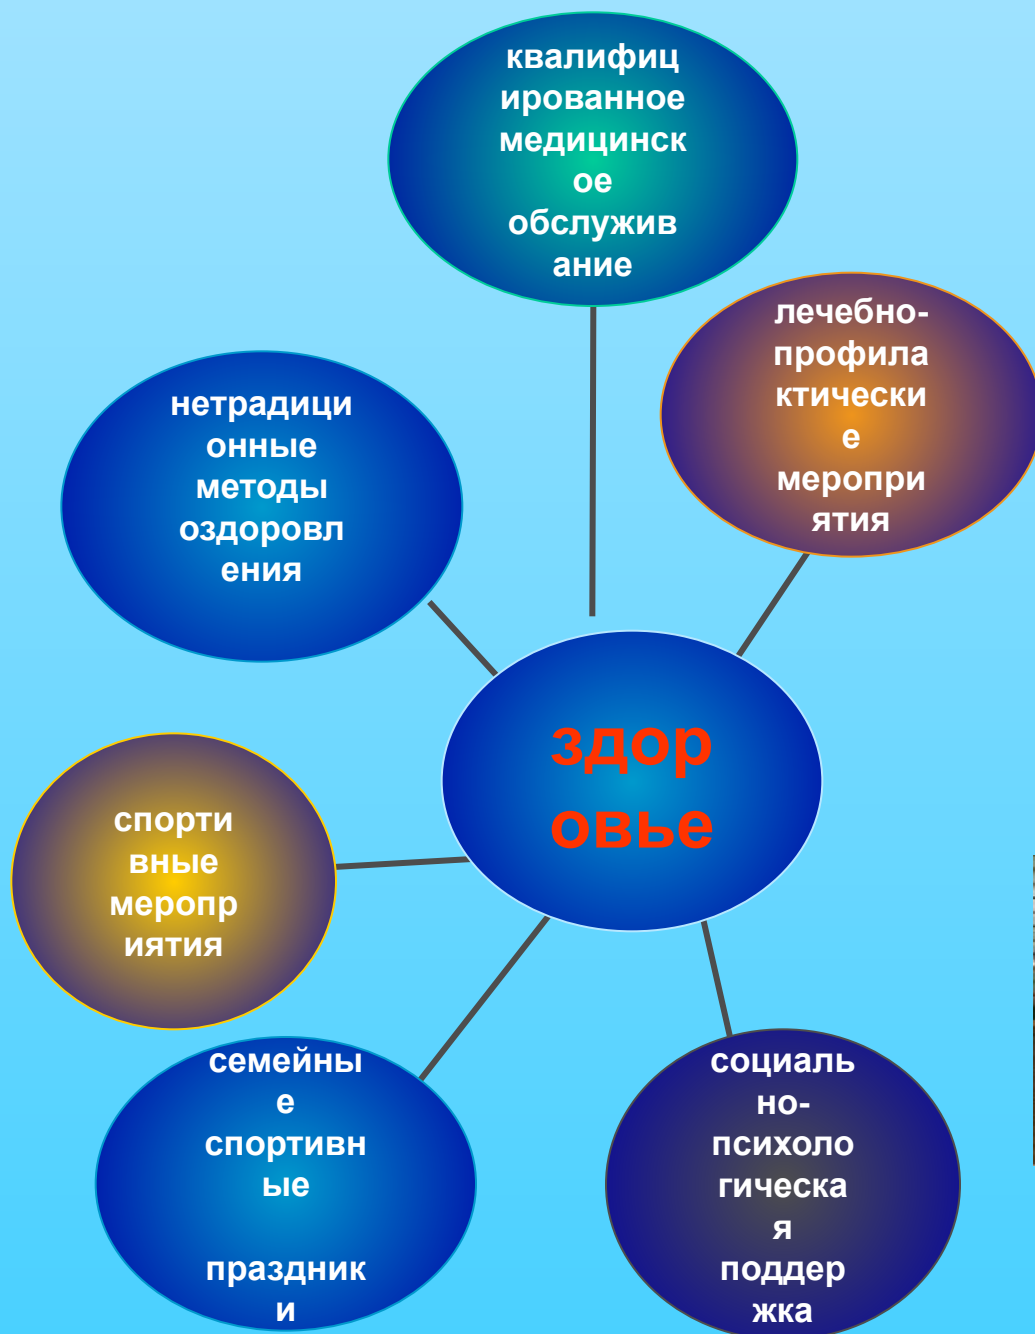 квалифиц
ированное
медицинск
ое
обслужив
ание
лечебно-
профила
ктически
е
меропри
ятия
нетрадици
онные
методы
оздоровл
ения
здор
овье
спорти
вные
меропр
иятия
семейны
е
спортивн
ые
праздник
и
социаль
но-
психоло
гическа
я
поддер
жка